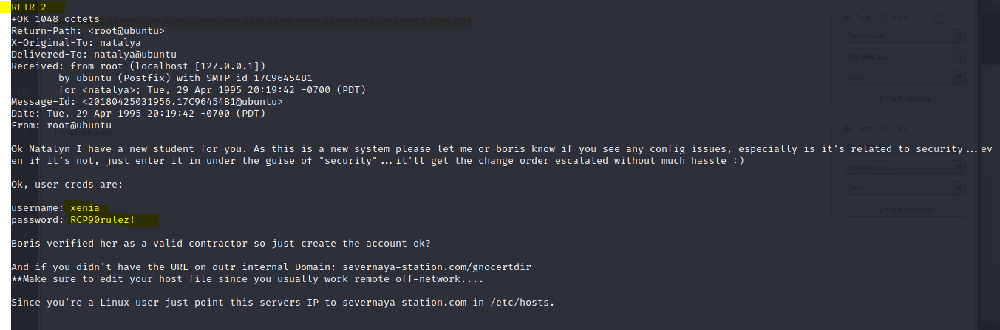 RETR 2
+OK 1048 octets
Return-Path: <root@ubuntu>
X-Original-To: natalya
Delivered-To: natalya@ubuntu
Received: from root (localhost [127.0.0.1])
by ubuntu (Postfix) with SMTP id 17C96454B1
for <natalya>; Tue, 29 Apr 1995 20:19:42 -0700 (PDT)
Message-Id: <20180425031956.17C96454B1@ubuntu>
Date: Tue, 29 Apr 1995 20:19:42 -0700 (PDT)
From: root@ubuntu
Ok Natalyn I have a new student for you. As this is a new system please let me or boris know if you see any config issues, especially is it's related to security...ev
en if it's not, just enter it in under the guise of "security"...it'll get the change order escalated without much hassle :)
Ok, user creds are:
username: xenia
password: RCP90rulez!
Boris verified her as a valid contractor so just create the account ok?
And if you didn't have the URL on outr internal Domain: severnaya-station.com/gnocertdir
**Make sure to edit your host file since you usually work remote off-network....
Since you're a Linux user just point this servers IP to severnaya-station.com in /etc/hosts.
Text Hex ?
Decode as ...
Encode as ...
Hash ...
Smart decode
Text Hex
Encode as ...
Hash ...
Smart decode